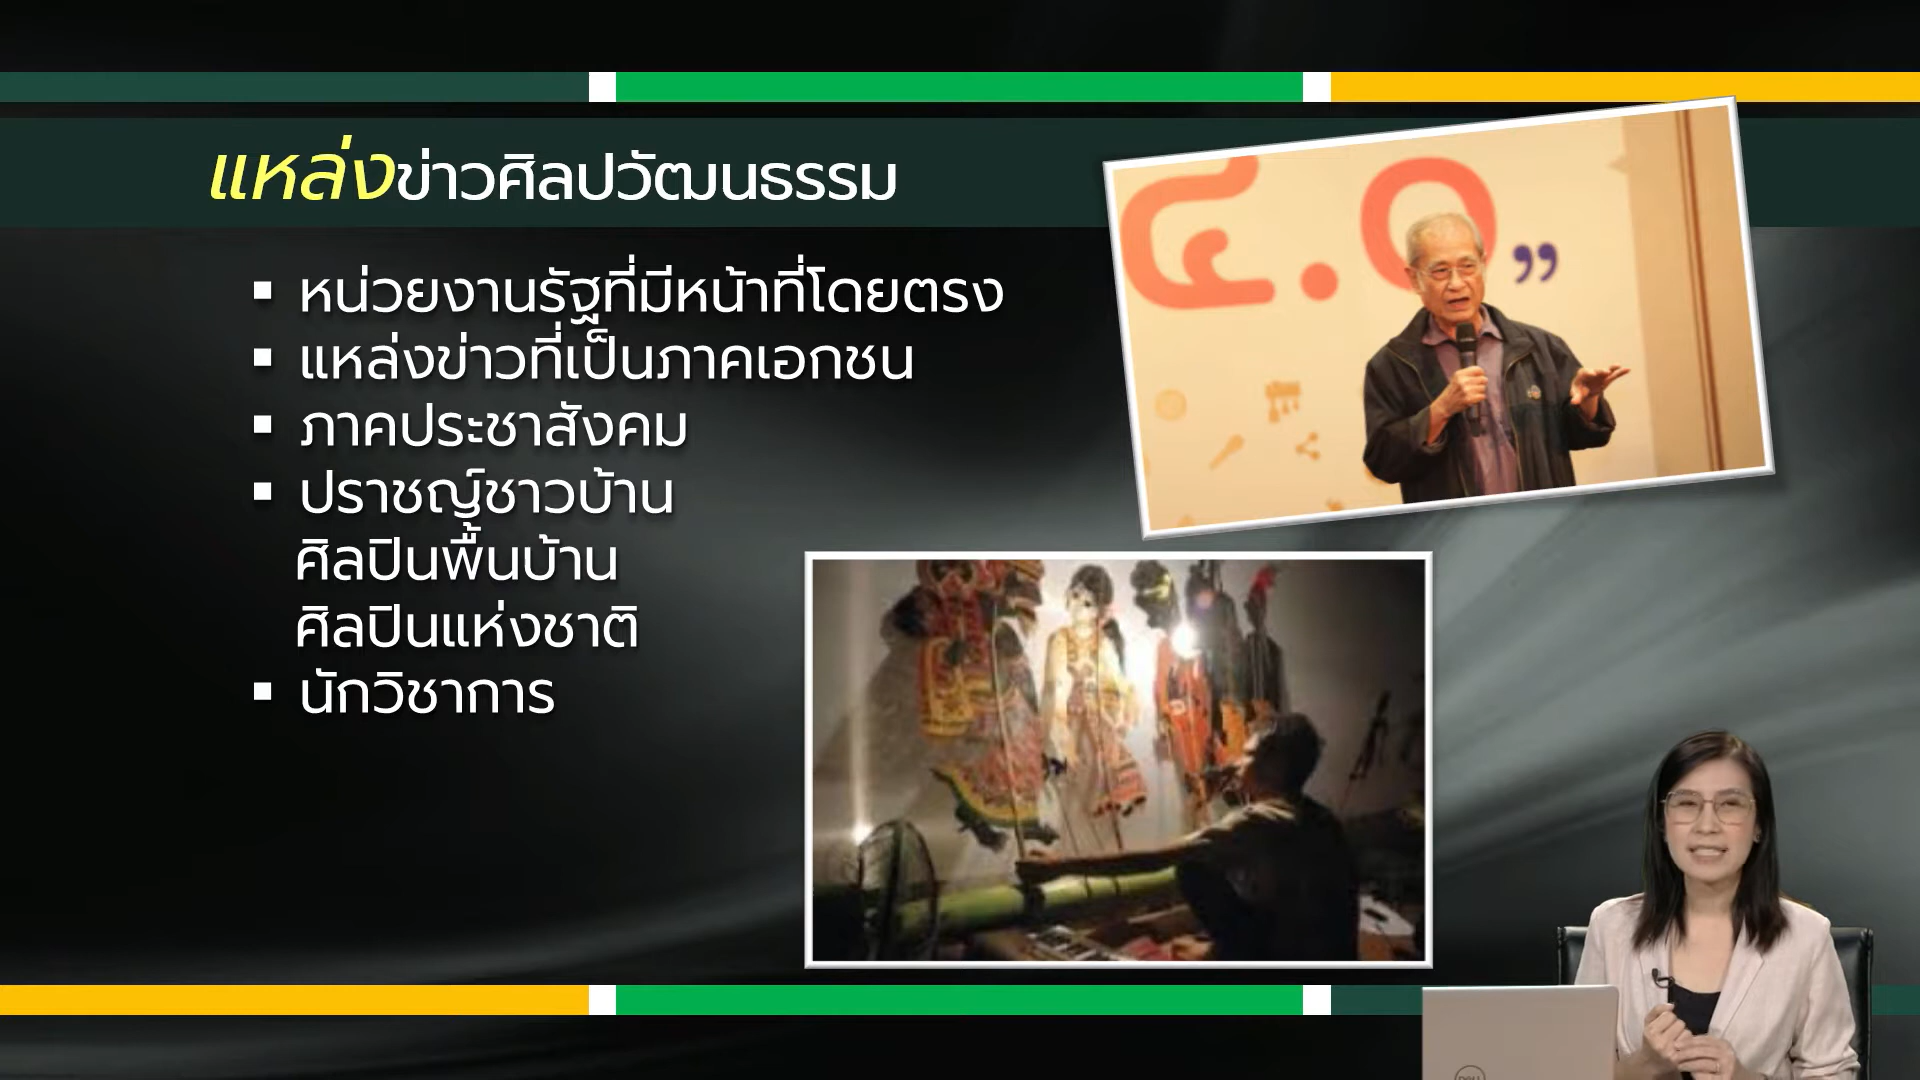 แหล่งข่าวศิลปวัฒนธรรม
▪ หน่วยงานรัฐที่มีหน้าที่โดยตรง
▪ แหล่งข่าวที่เป็นภาคเอกชน
▪ ภาคประชาสังคม
▪ ปราชญ์ชาวบ้าน
ศิลปินพื้นบ้าน
ศิลปินแห่งชาติ
▪ นักวิชาการ
๔.๐”
DELL